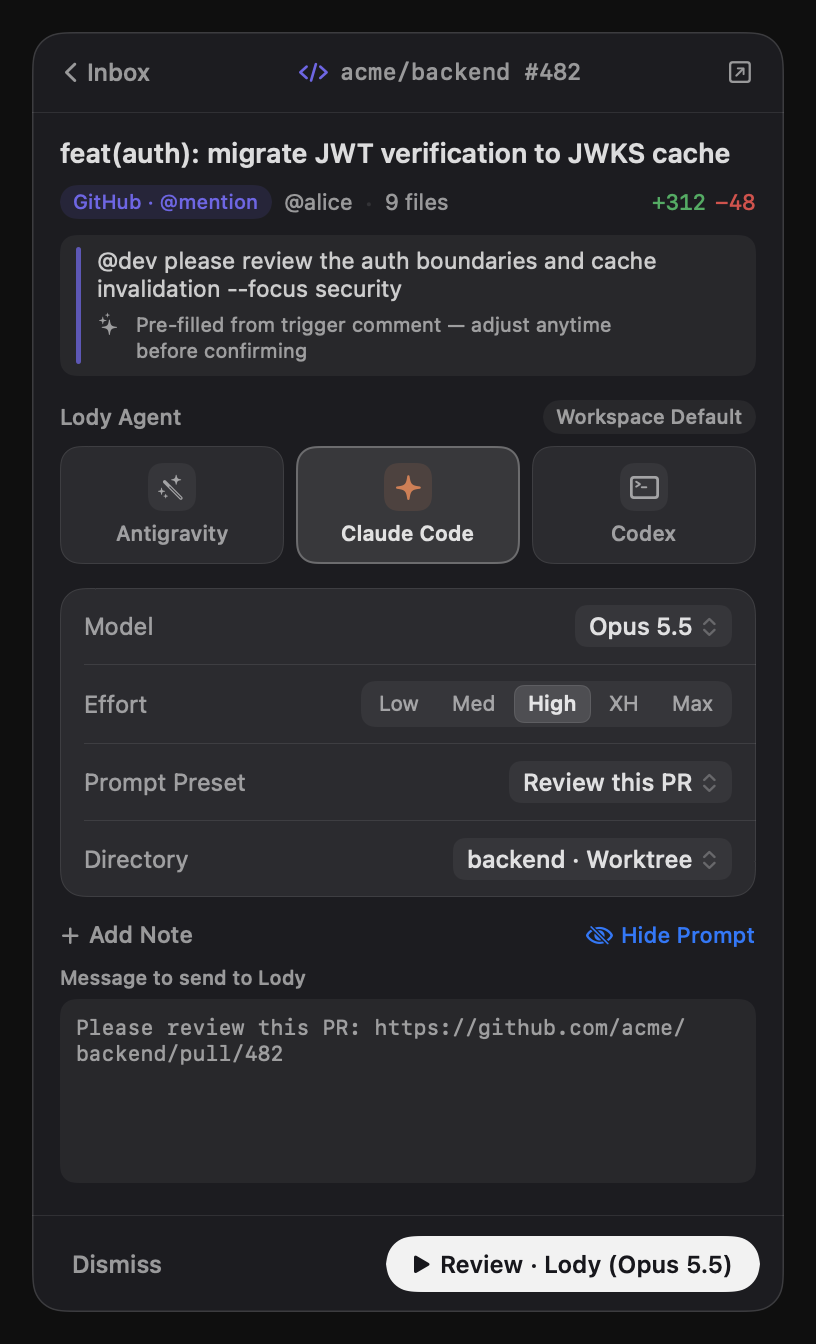 Inbox
</> acme/backend #482
feat(auth): migrate JWT verification to JWKS cache
GitHub · @mention @alice · 9 files +312 −48
@dev please review the auth boundaries and cache
invalidation --focus security
Pre-filled from trigger comment — adjust anytime
before confirming
Lody Agent Workspace Default
Antigravity Claude Code Codex
Model Opus 5.5
Effort Low Med High XH Max
Prompt Preset Review this PR
Directory backend · Worktree
+ Add Note Hide Prompt
Message to send to Lody
Please review this PR: https://github.com/acme/
backend/pull/482
Dismiss Review · Lody (Opus 5.5)